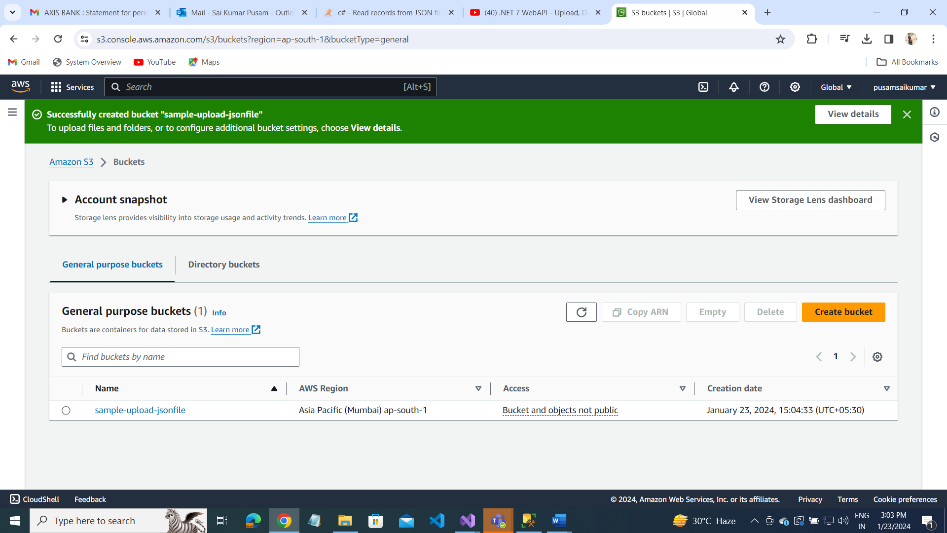 AXIS BANK : Statement for per
Mail - Sai Kumar Pusam - Outlo
c# - Read records from JSON fi
(40) .NET 7 WebAPI - Upload, D
S3 buckets | S3 | Global
s3.console.aws.amazon.com/s3/buckets?region=ap-south-1&bucketType=general
Gmail System Overview YouTube Maps All Bookmarks
aws Services Search [Alt+S] Global pusamsaikumar
Successfully created bucket "sample-upload-jsonfile"
To upload files and folders, or to configure additional bucket settings, choose View details.
View details
Amazon S3 Buckets
Account snapshot
View Storage Lens dashboard
Storage lens provides visibility into storage usage and activity trends. Learn more
General purpose buckets Directory buckets
General purpose buckets (1) Info
Copy ARN Empty Delete Create bucket
Buckets are containers for data stored in S3. Learn more
Find buckets by name
1
Name AWS Region Access Creation date
sample-upload-jsonfile Asia Pacific (Mumbai) ap-south-1 Bucket and objects not public January 23, 2024, 15:04:33 (UTC+05:30)
CloudShell Feedback © 2024, Amazon Web Services, Inc. or its affiliates. Privacy Terms Cookie preferences
Type here to search
30°C Haze
ENG
IN
3:03 PM
1/23/2024
1